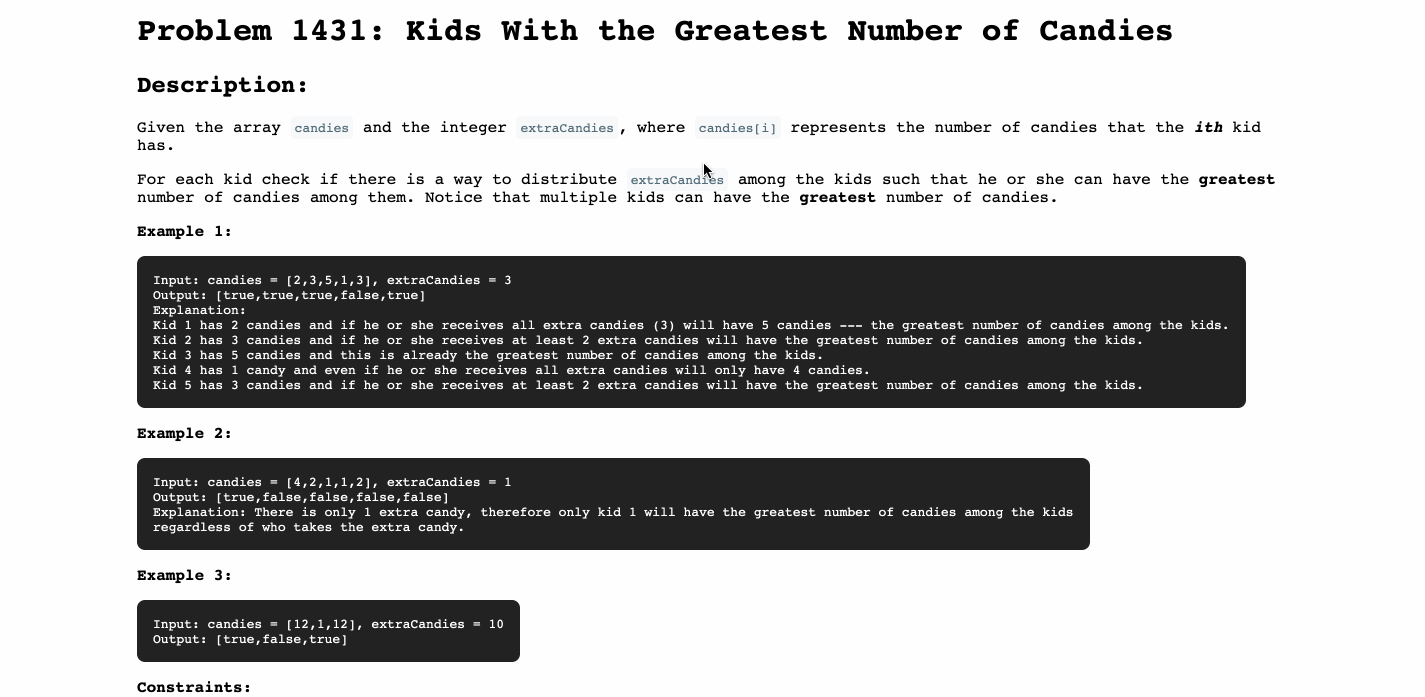 Problem 1431: Kids With the Greatest Number of Candies
Description:
Given the array candies and the integer extraCandies, where candies[i] represents the number of candies that the ith kid
has.
For each kid check if there is a way to distribute extraCandies among the kids such that he or she can have the greatest
number of candies among them. Notice that multiple kids can have the greatest number of candies.
Example 1:
Input: candies = [2,3,5,1,3], extraCandies = 3
Output: [true,true,true,false,true]
Explanation:
Kid 1 has 2 candies and if he or she receives all extra candies (3) will have 5 candies --- the greatest number of candies among the kids.
Kid 2 has 3 candies and if he or she receives at least 2 extra candies will have the greatest number of candies among the kids.
Kid 3 has 5 candies and this is already the greatest number of candies among the kids.
Kid 4 has 1 candy and even if he or she receives all extra candies will only have 4 candies.
Kid 5 has 3 candies and if he or she receives at least 2 extra candies will have the greatest number of candies among the kids.
Example 2:
Input: candies = [4,2,1,1,2], extraCandies = 1
Output: [true,false,false,false,false]
Explanation: There is only 1 extra candy, therefore only kid 1 will have the greatest number of candies among the kids
regardless of who takes the extra candy.
Example 3:
Input: candies = [12,1,12], extraCandies = 10
Output: [true,false,true]
Constraints: